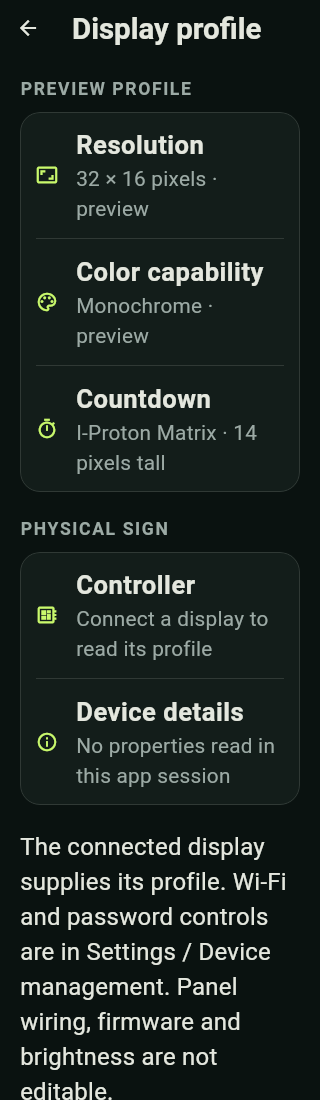 Display profile
PREVIEW PROFILE
Resolution
32 × 16 pixels ·
preview
Color capability
Monochrome ·
preview
Countdown
I-Proton Matrix · 14
pixels tall
PHYSICAL SIGN
Controller
Connect a display to
read its profile
Device details
No properties read in
this app session
The connected display
supplies its profile. Wi-Fi
and password controls
are in Settings / Device
management. Panel
wiring, firmware and
brightness are not
editable.